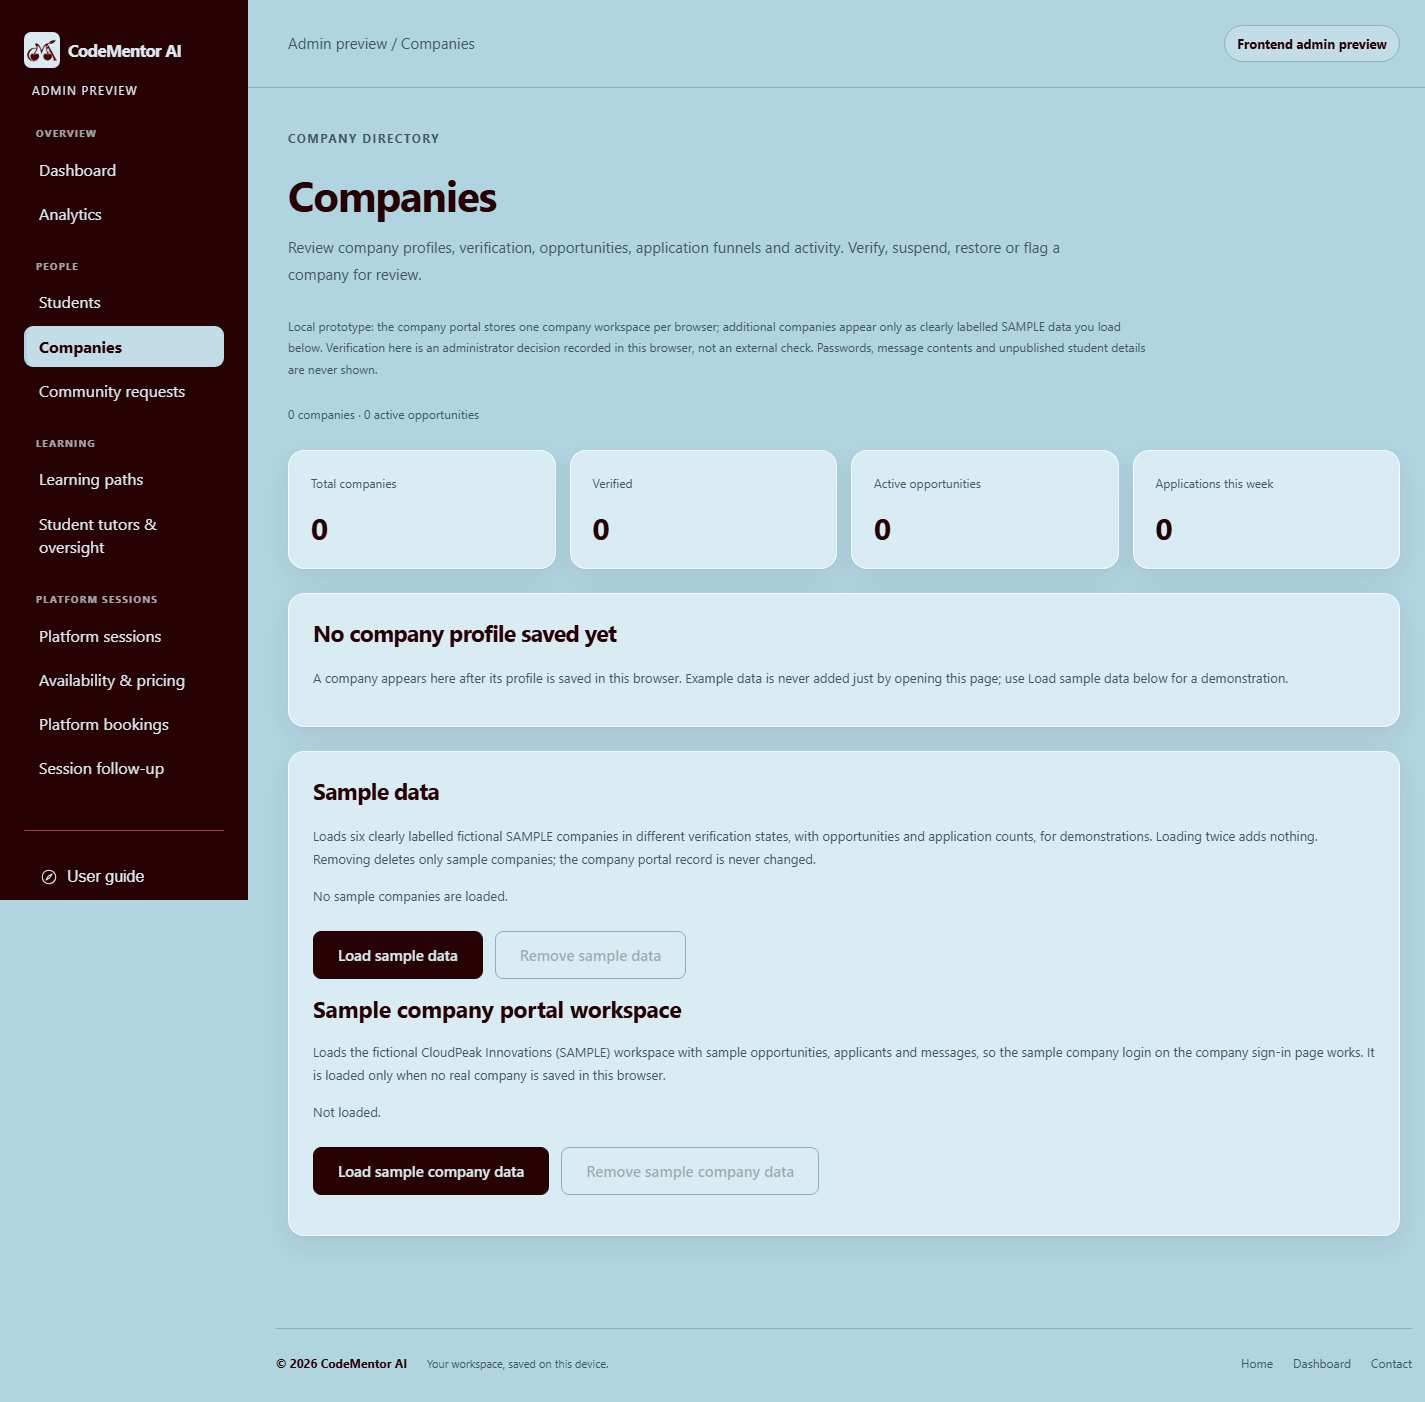 CodeMentor AI
ADMIN PREVIEW
OVERVIEW
Dashboard
Analytics
PEOPLE
Students
Companies
Community requests
LEARNING
Learning paths
Student tutors &
oversight
PLATFORM SESSIONS
Platform sessions
Availability & pricing
Platform bookings
Session follow-up
User guide
Admin preview / Companies
Frontend admin preview
COMPANY DIRECTORY
Companies
Review company profiles, verification, opportunities, application funnels and activity. Verify, suspend, restore or flag a
company for review.
Local prototype: the company portal stores one company workspace per browser; additional companies appear only as clearly labelled SAMPLE data you load
below. Verification here is an administrator decision recorded in this browser, not an external check. Passwords, message contents and unpublished student details
are never shown.
0 companies · 0 active opportunities
Total companies
0
Verified
0
Active opportunities
0
Applications this week
0
No company profile saved yet
A company appears here after its profile is saved in this browser. Example data is never added just by opening this page; use Load sample data below for a demonstration.
Sample data
Loads six clearly labelled fictional SAMPLE companies in different verification states, with opportunities and application counts, for demonstrations. Loading twice adds nothing.
Removing deletes only sample companies; the company portal record is never changed.
No sample companies are loaded.
Load sample data
Remove sample data
Sample company portal workspace
Loads the fictional CloudPeak Innovations (SAMPLE) workspace with sample opportunities, applicants and messages, so the sample company login on the company sign-in page works. It
is loaded only when no real company is saved in this browser.
Not loaded.
Load sample company data
Remove sample company data
© 2026 CodeMentor AI
Your workspace, saved on this device.
Home
Dashboard
Contact